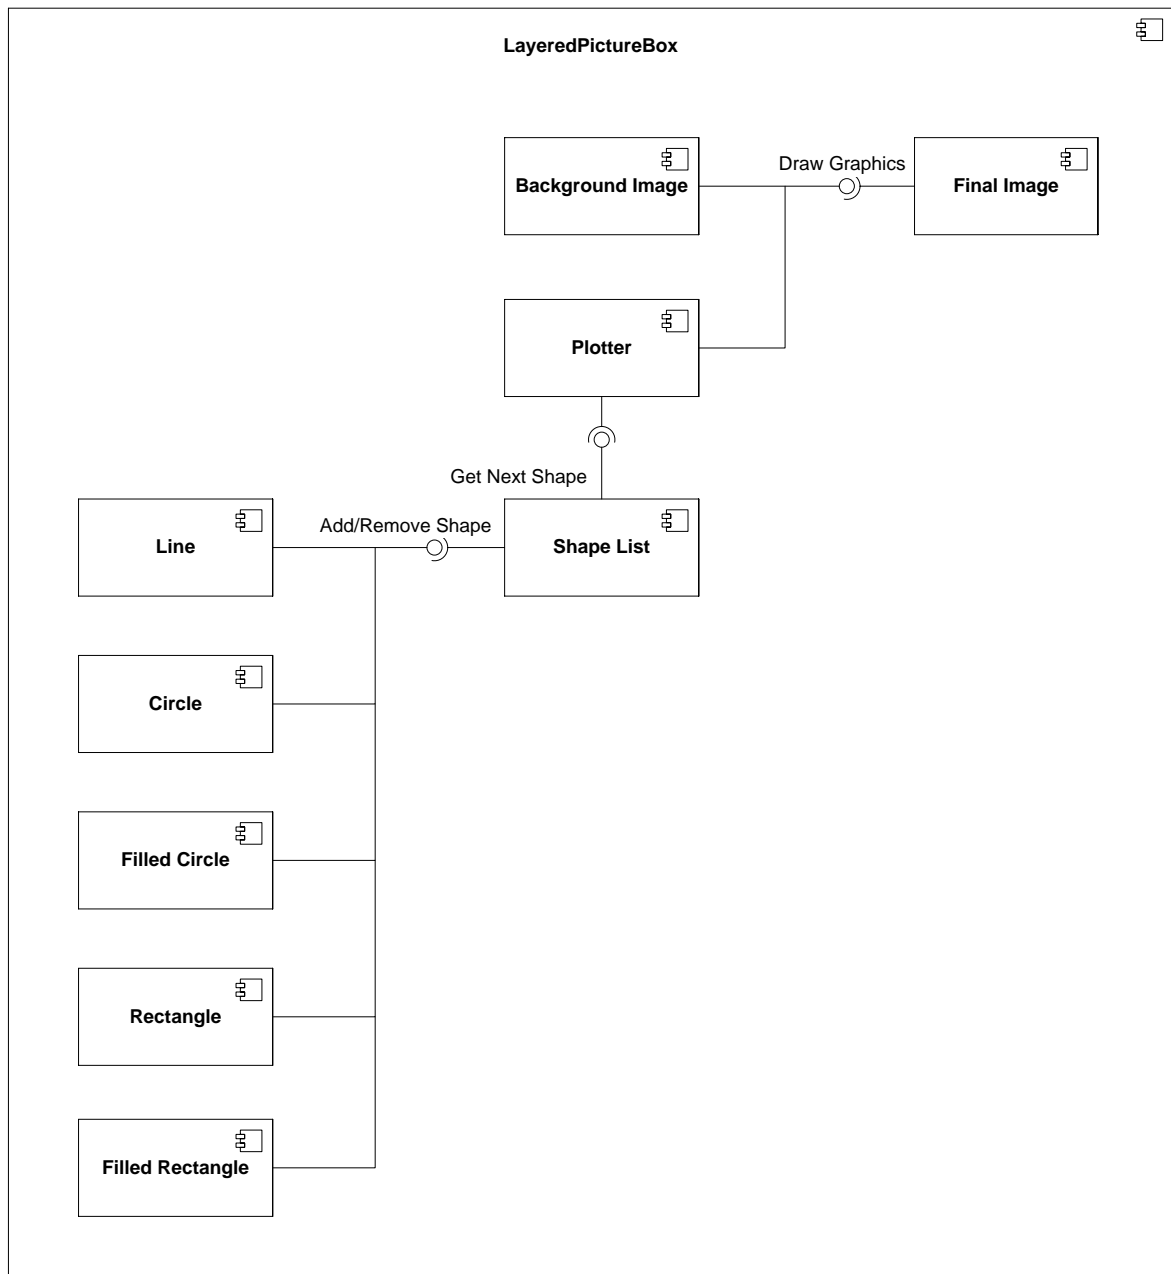 LayeredPictureBox
Background Image
Draw Graphics
Final Image
Plotter
Get Next Shape
Line
Add/Remove Shape
Shape List
Circle
Filled Circle
Rectangle
Filled Rectangle